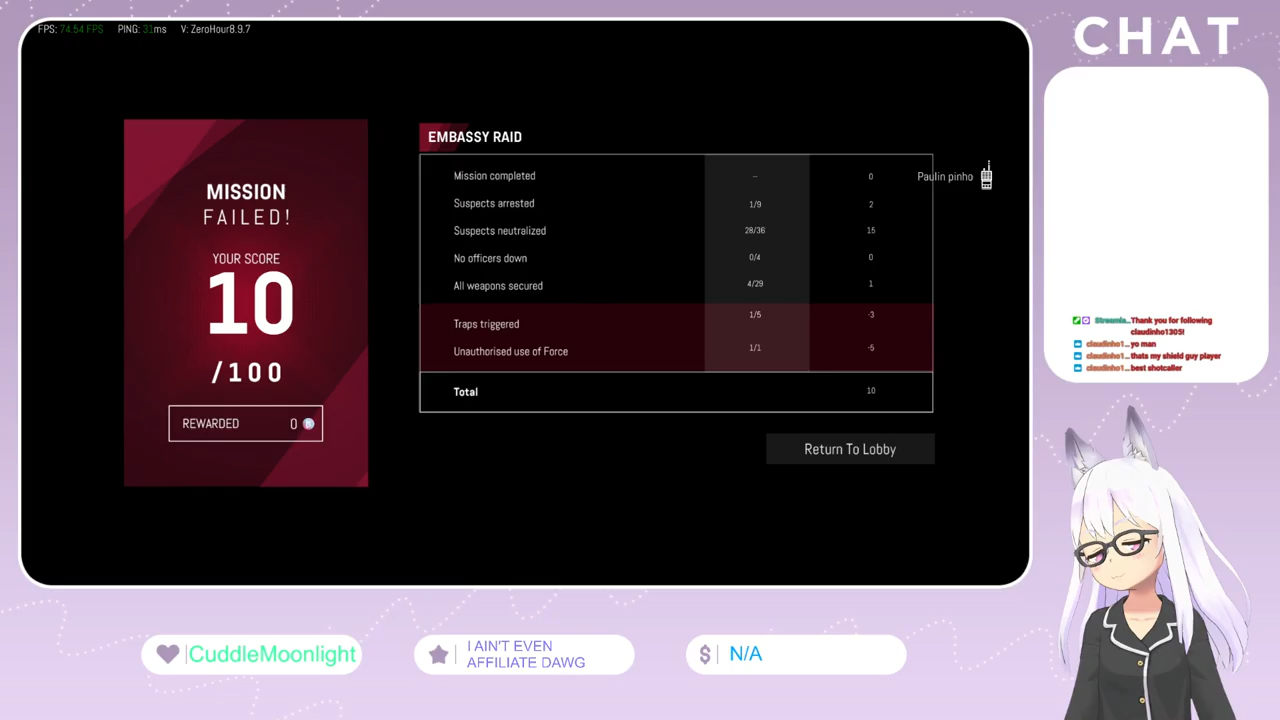 FPS: 74.54 FPS PING: 31ms V: ZeroHour8.9.7
CHAT
MISSION
FAILED!
YOUR SCORE
10
/100
REWARDED 0
EMBASSY RAID
Mission completed -- 0
Suspects arrested 1/9 2
Suspects neutralized 28/36 15
No officers down 0/4 0
All weapons secured 4/29 1
Traps triggered 1/5 -3
Unauthorised use of Force 1/1 -5
Total 10
Paulin pinho
Return To Lobby
Streamla... Thank you for following
claudinho1305!
claudinho1... yo man
claudinho1... thats my shield guy player
claudinho1... best shotcaller
CuddleMoonlight
I AIN'T EVEN
AFFILIATE DAWG
$ N/A